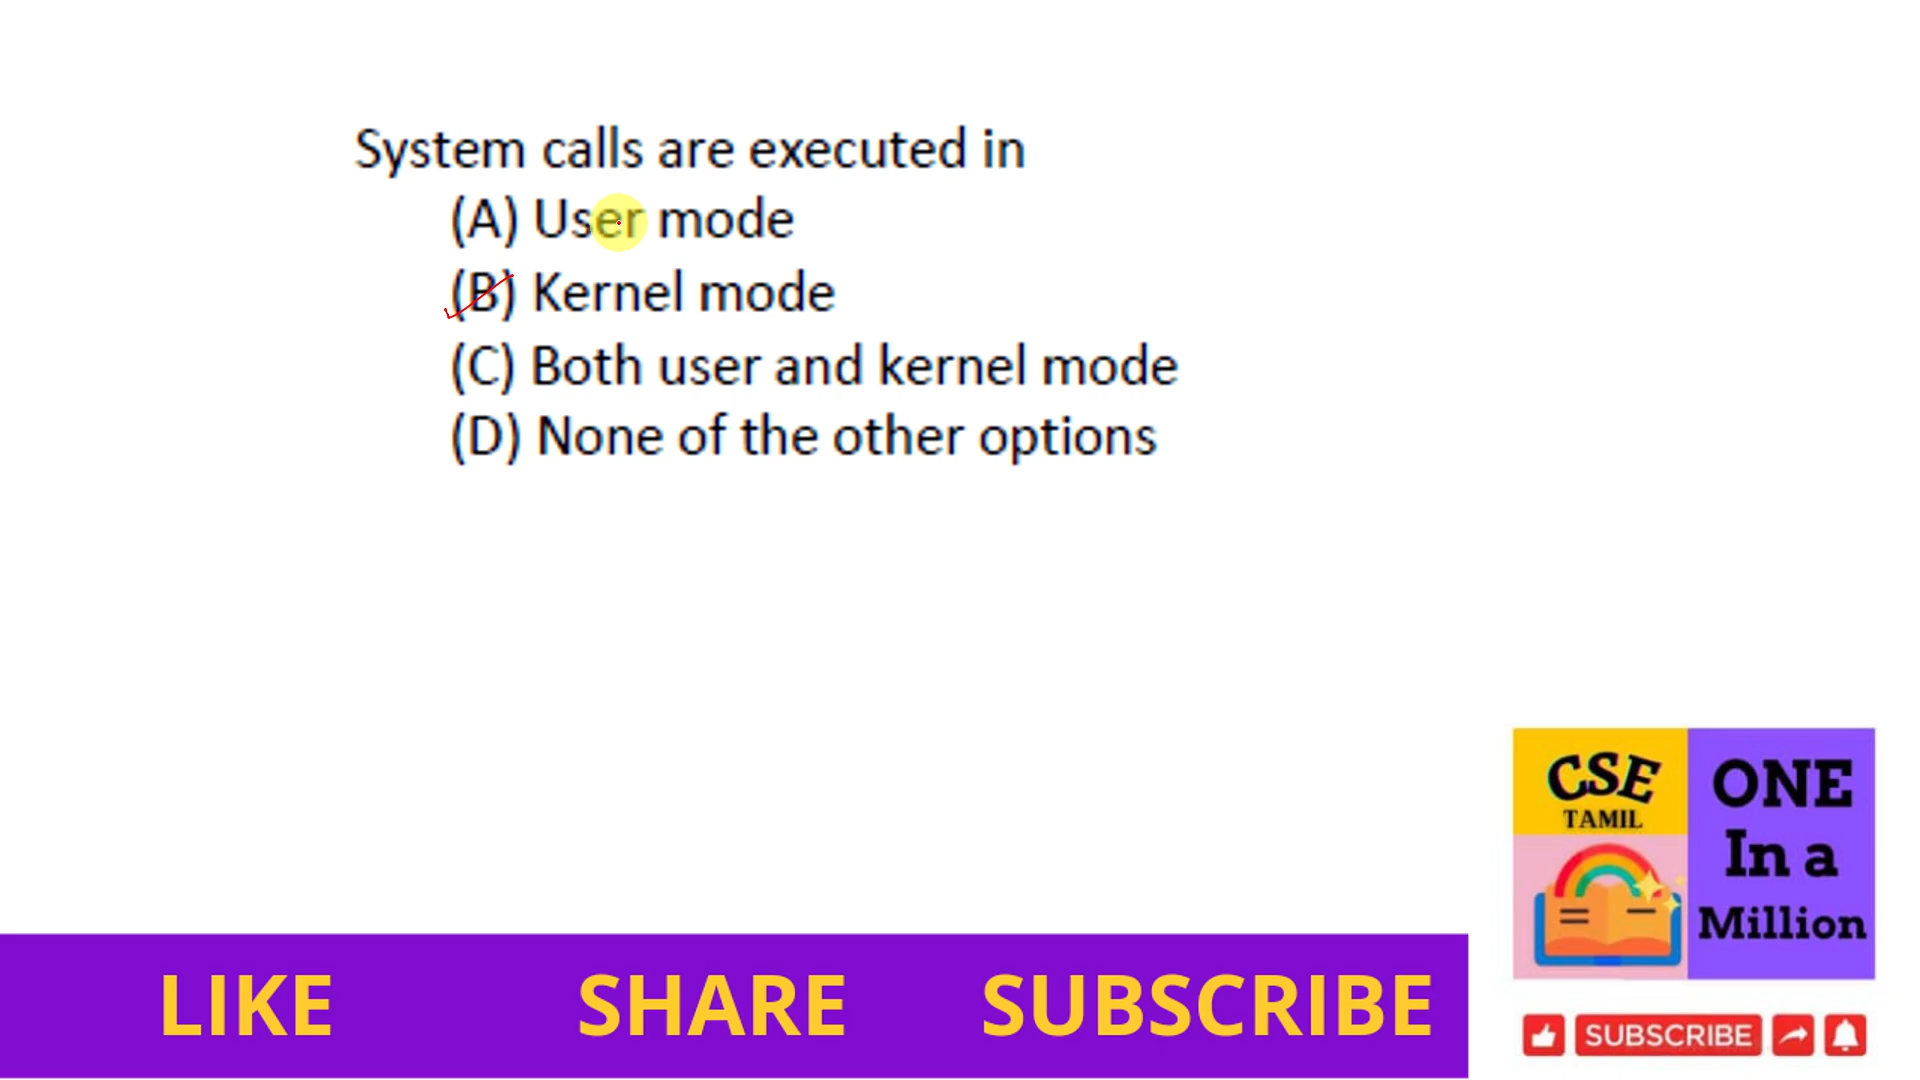 System calls are executed in
(A) User mode
(B) Kernel mode
(C) Both user and kernel mode
(D) None of the other options
CSE
TAMIL
ONE
In a
Million
LIKE SHARE SUBSCRIBE
SUBSCRIBE